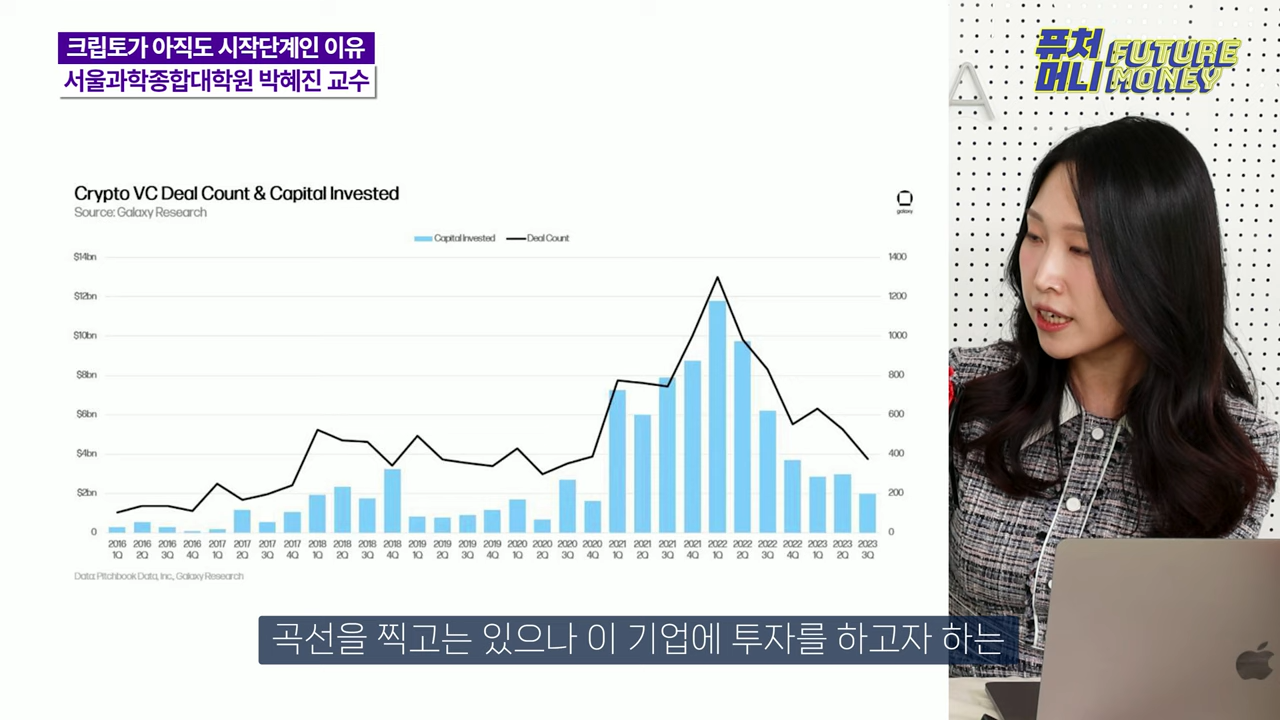 크립토가 아직도 시작단계인 이유
서울과학종합대학원 박혜진 교수
퓨처 FUTURE
머니 MONEY
A
Crypto VC Deal Count & Capital Invested
Source: Galaxy Research
galaxy
Capital Invested Deal Count
$14bn 1400
$12bn 1200
$10bn 1000
$8bn 800
$6bn 600
$4bn 400
$2bn 200
0 0
2016 2016 2016 2016 2017 2017 2017 2017 2018 2018 2018 2018 2019 2019 2019 2019 2020 2020 2020 2020 2021 2021 2021 2021 2022 2022 2022 2022 2023 2023 2023
1Q 2Q 3Q 4Q 1Q 2Q 3Q 4Q 1Q 2Q 3Q 4Q 1Q 2Q 3Q 4Q 1Q 2Q 3Q 4Q 1Q 2Q 3Q 4Q 1Q 2Q 3Q 4Q 1Q 2Q 3Q
Data: Pitchbook Data, Inc., Galaxy Research
곡선을 찍고는 있으나 이 기업에 투자를 하고자 하는